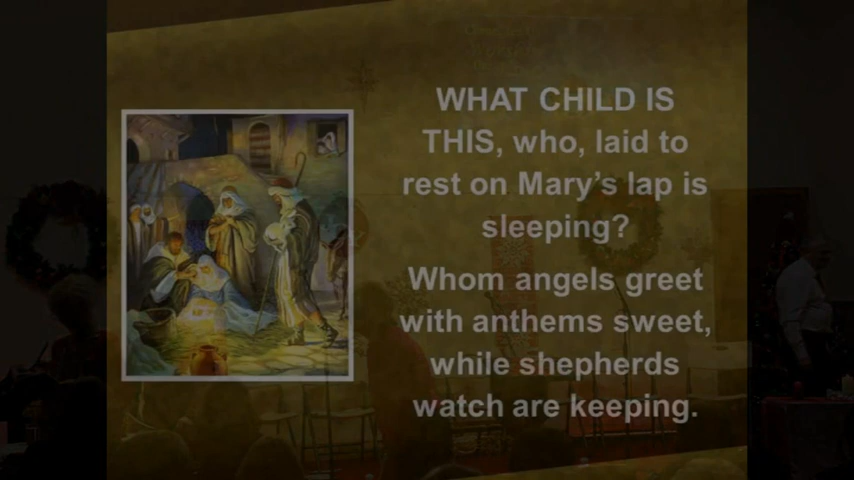 WHAT CHILD IS
THIS, who, laid to
rest on Mary's lap is
sleeping?
Whom angels greet
with anthems sweet,
while shepherds
watch are keeping.